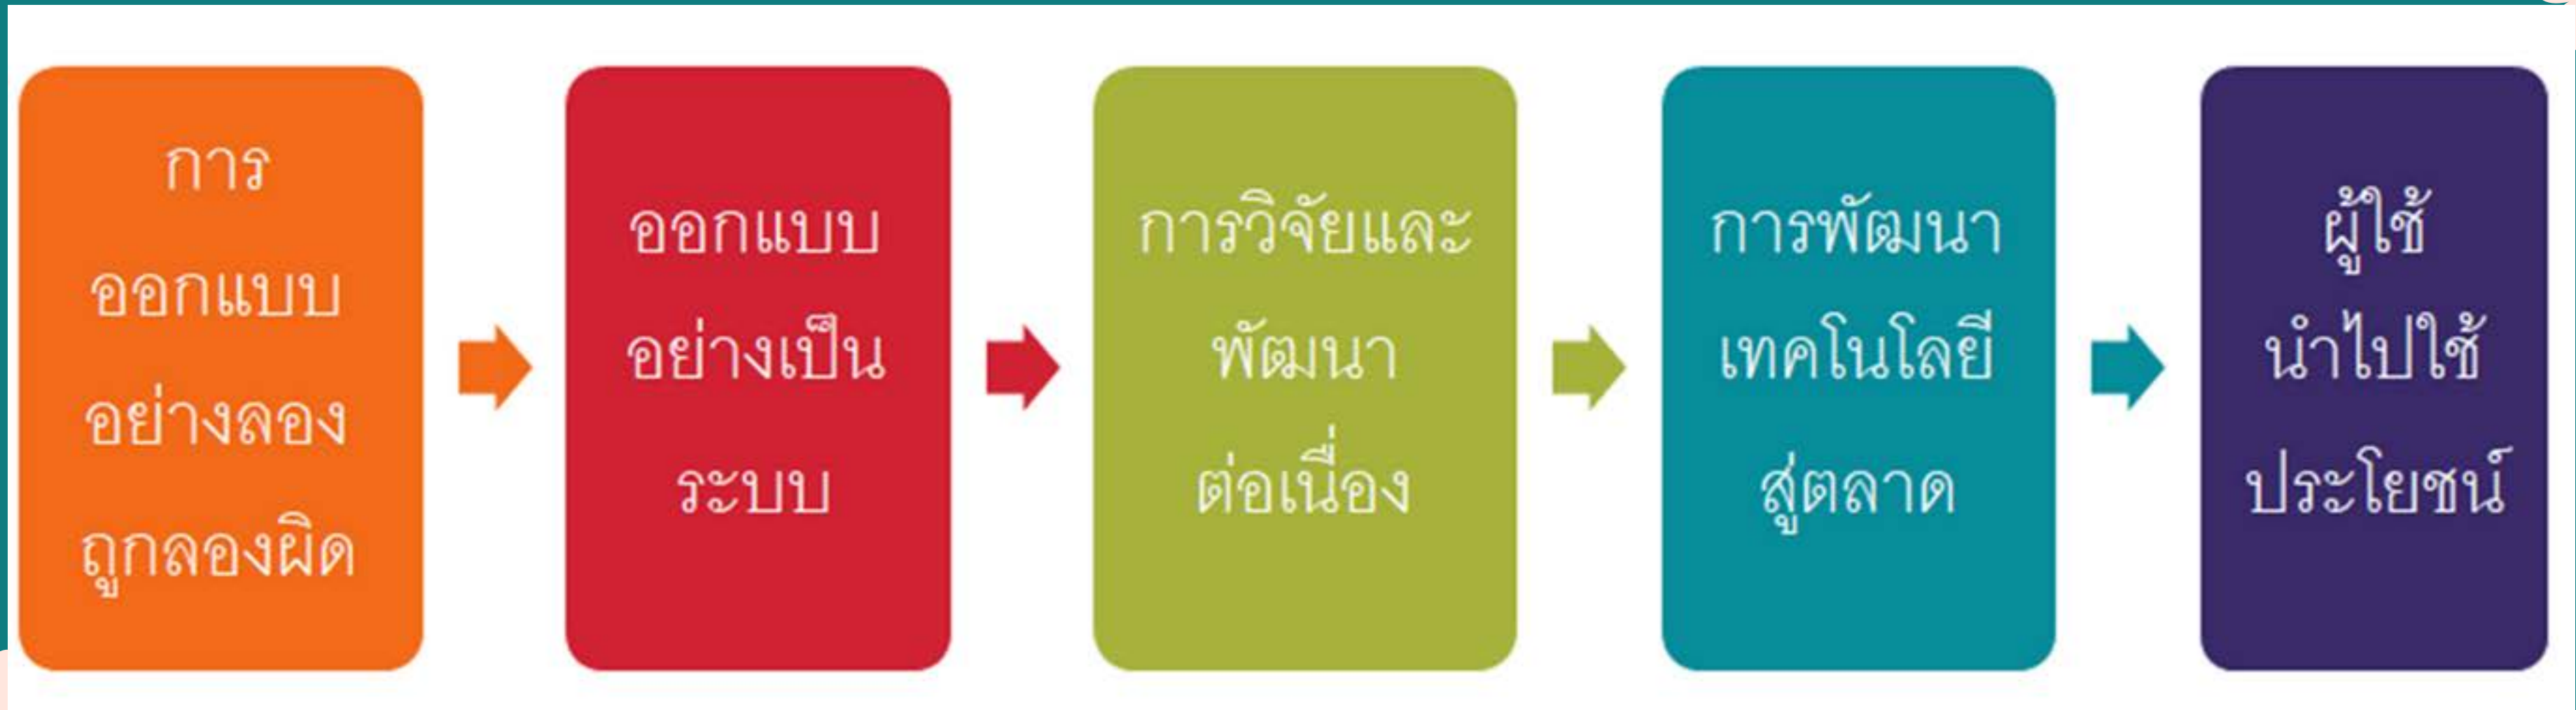 การ
ออกแบบ
อย่างลอง
ถูกลองผิด
ออกแบบ
อย่างเป็น
ระบบ
การวิจัยและ
พัฒนา
ต่อเนื่อง
การพัฒนา
เทคโนโลยี
สู่ตลาด
ผู้ใช้
นำไปใช้
ประโยชน์